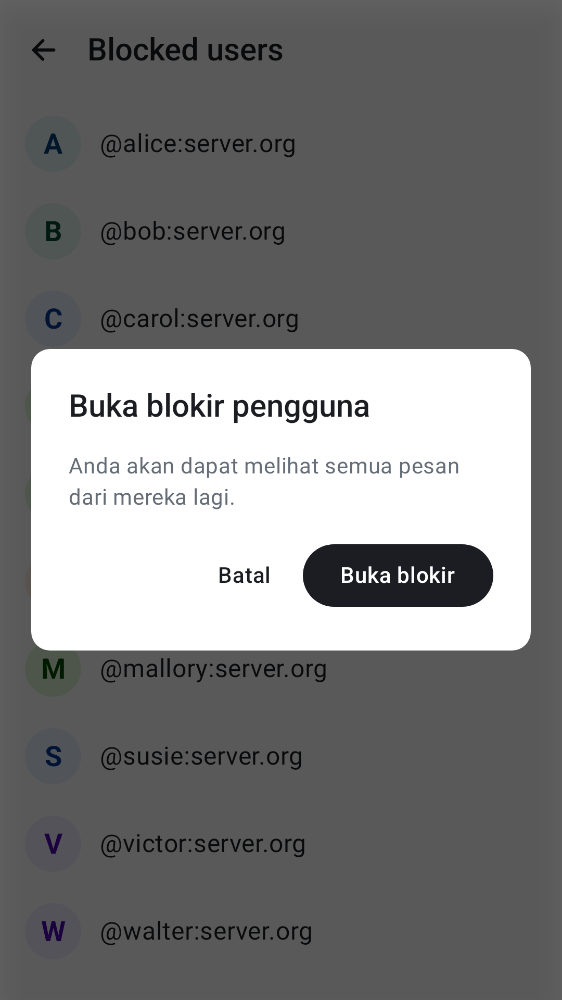 Blocked users
A
@alice:server.org
B
@bob:server.org
C
@carol:server.org
Buka blokir pengguna
Anda akan dapat melihat semua pesan
dari mereka lagi.
Batal
Buka blokir
M
@mallory:server.org
S
@susie:server.org
V
@victor:server.org
W
@walter:server.org